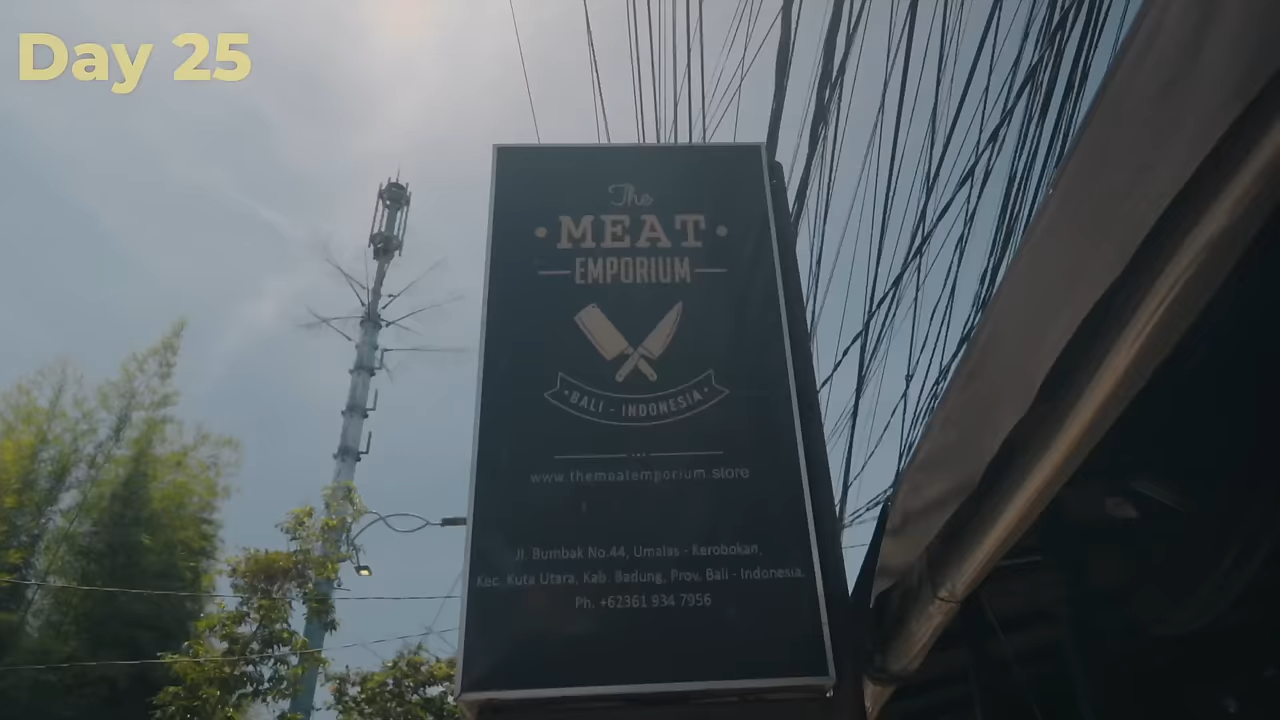 Day 25
The
MEAT
EMPORIUM
BALI - INDONESIA
www.themeatemporium.store
Jl. Bumbak No.44, Umalas - Kerobokan,
Kec. Kuta Utara, Kab. Badung, Prov. Bali - Indonesia.
Ph. +62361 934 7956